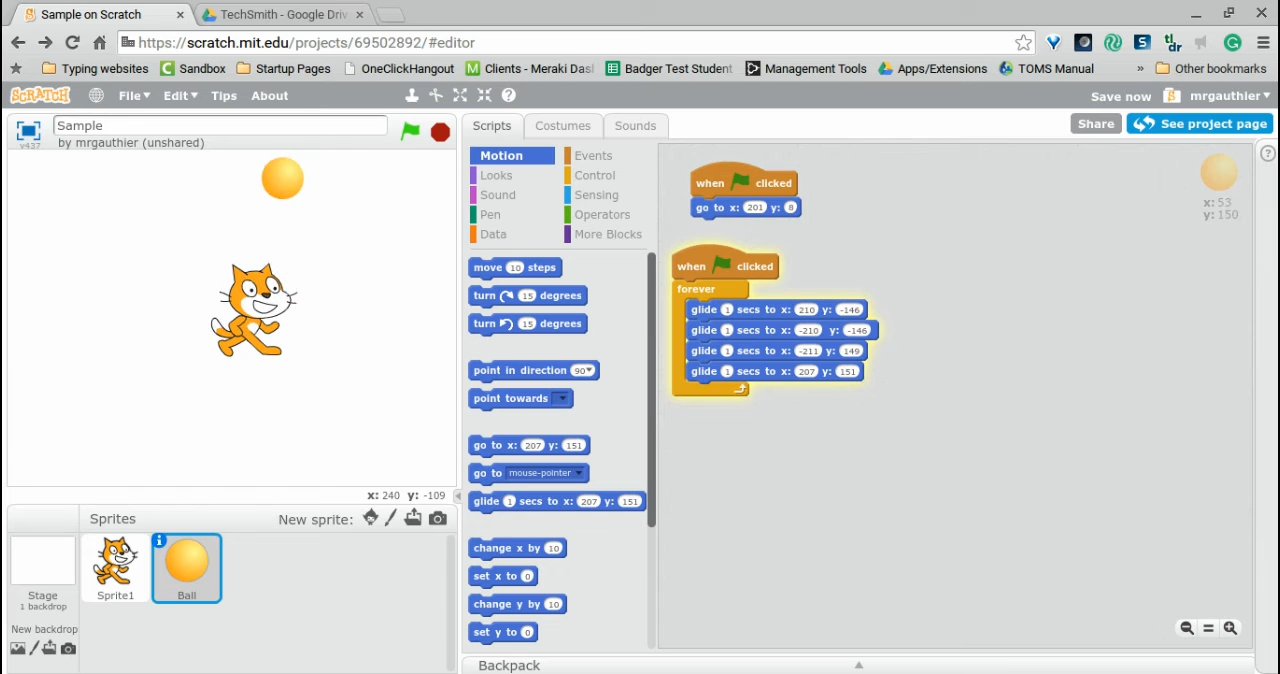 Sample on Scratch
TechSmith - Google Driv
https://scratch.mit.edu/projects/69502892/#editor
Typing websites
Sandbox
Startup Pages
OneClickHangout
Clients - Meraki Das
Badger Test Student
Management Tools
Apps/Extensions
TOMS Manual
»
Other bookmarks
SCRATCH
File
Edit
Tips
About
Save now
mrgauthier
Sample
by mrgauthier (unshared)
v437
Scripts
Costumes
Sounds
Share
See project page
Motion
Looks
Sound
Pen
Data
Events
Control
Sensing
Operators
More Blocks
move 10 steps
turn 15 degrees
turn 15 degrees
point in direction 90
point towards
go to x: 207 y: 151
go to mouse-pointer
glide 1 secs to x: 207 y: 151
change x by 10
set x to 0
change y by 10
set y to 0
when clicked
go to x: 201 y: 8
when clicked
forever
glide 1 secs to x: 210 y: -146
glide 1 secs to x: -210 y: -146
glide 1 secs to x: -211 y: 149
glide 1 secs to x: 207 y: 151
x: 53
y: 150
x: 240 y: -109
Sprites
New sprite:
Stage
1 backdrop
New backdrop
Sprite1
Ball
Backpack